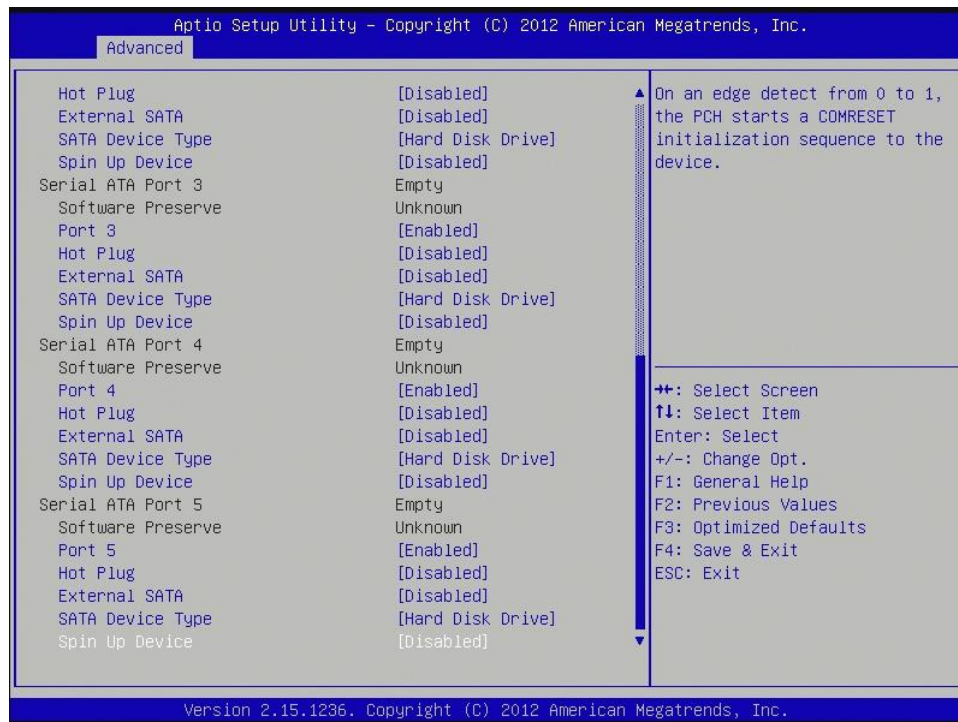 Aptio Setup Utility – Copyright (C) 2012 American Megatrends, Inc.
Advanced
Hot Plug [Disabled]
External SATA [Disabled]
SATA Device Type [Hard Disk Drive]
Spin Up Device [Disabled]
Serial ATA Port 3 Empty
Software Preserve Unknown
Port 3 [Enabled]
Hot Plug [Disabled]
External SATA [Disabled]
SATA Device Type [Hard Disk Drive]
Spin Up Device [Disabled]
Serial ATA Port 4 Empty
Software Preserve Unknown
Port 4 [Enabled]
Hot Plug [Disabled]
External SATA [Disabled]
SATA Device Type [Hard Disk Drive]
Spin Up Device [Disabled]
Serial ATA Port 5 Empty
Software Preserve Unknown
Port 5 [Enabled]
Hot Plug [Disabled]
External SATA [Disabled]
SATA Device Type [Hard Disk Drive]
Spin Up Device [Disabled]
On an edge detect from 0 to 1,
the PCH starts a COMRESET
initialization sequence to the
device.
→←: Select Screen
↑↓: Select Item
Enter: Select
+/-: Change Opt.
F1: General Help
F2: Previous Values
F3: Optimized Defaults
F4: Save & Exit
ESC: Exit
Version 2.15.1236. Copyright (C) 2012 American Megatrends, Inc.